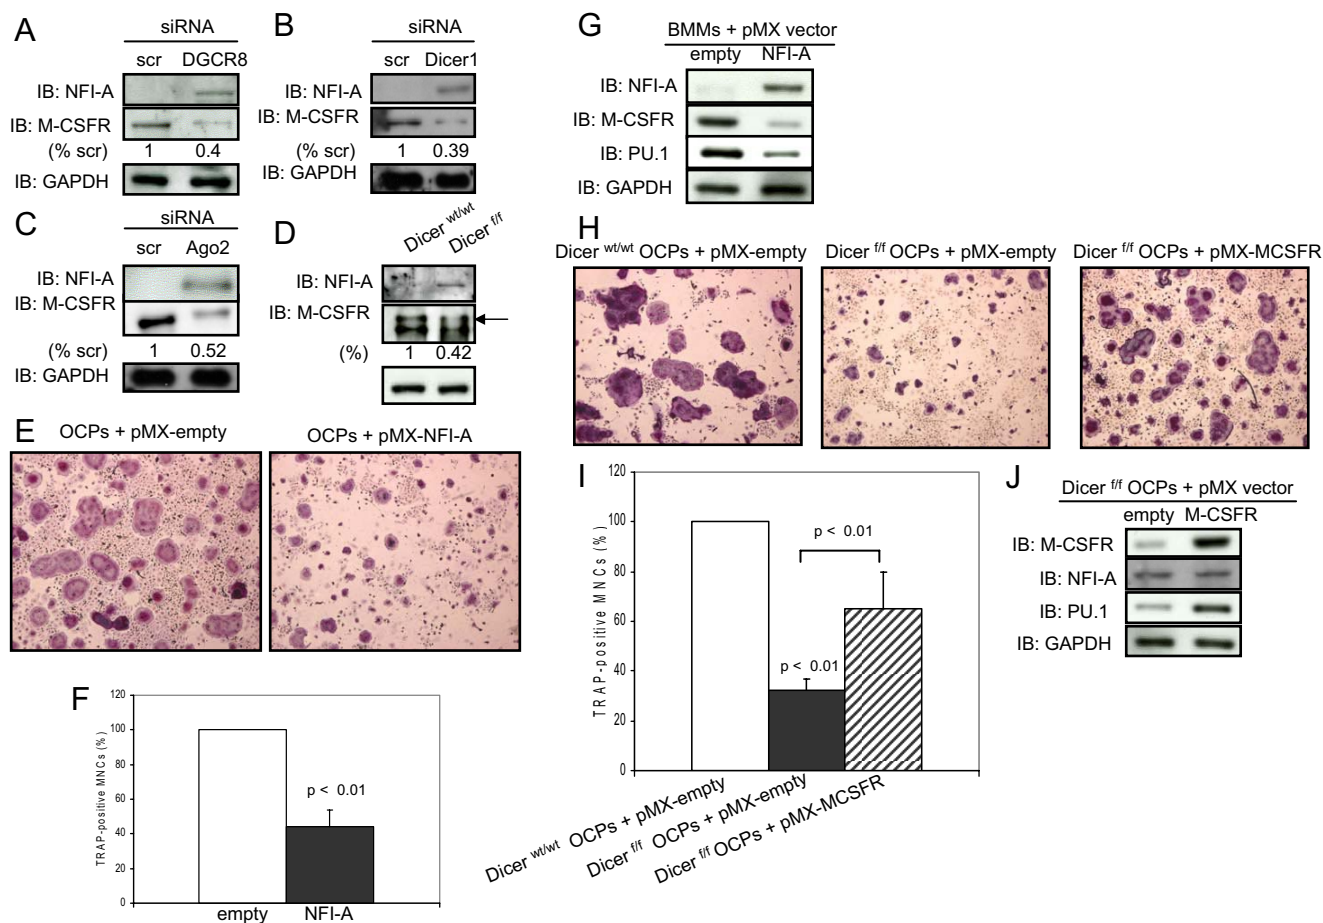 A
siRNA
scr DGCR8
IB: NFI-A
IB: M-CSFR
(% scr) 1 0.4
IB: GAPDH
B
siRNA
scr Dicer1
IB: NFI-A
IB: M-CSFR
(% scr) 1 0.39
IB: GAPDH
C
siRNA
scr Ago2
IB: NFI-A
IB: M-CSFR
(% scr) 1 0.52
IB: GAPDH
D
Dicer wt/wt
Dicer f/f
IB: NFI-A
IB: M-CSFR
(%) 1 0.42
E
OCPs + pMX-empty
OCPs + pMX-NFI-A
F
TRAP-positive MNCs (%)
120
100
80
60
40
20
0
p < 0.01
empty NFI-A
G
BMMs + pMX vector
empty NFI-A
IB: NFI-A
IB: M-CSFR
IB: PU.1
IB: GAPDH
H
Dicer wt/wt OCPs + pMX-empty
Dicer f/f OCPs + pMX-empty
Dicer f/f OCPs + pMX-MCSFR
I
TRAP-positive MNCs (%)
120
100
80
60
40
20
0
p < 0.01
p < 0.01
Dicer wt/wt OCPs + pMX-empty
Dicer f/f OCPs + pMX-empty
Dicer f/f OCPs + pMX-MCSFR
J
Dicer f/f OCPs + pMX vector
empty M-CSFR
IB: M-CSFR
IB: NFI-A
IB: PU.1
IB: GAPDH